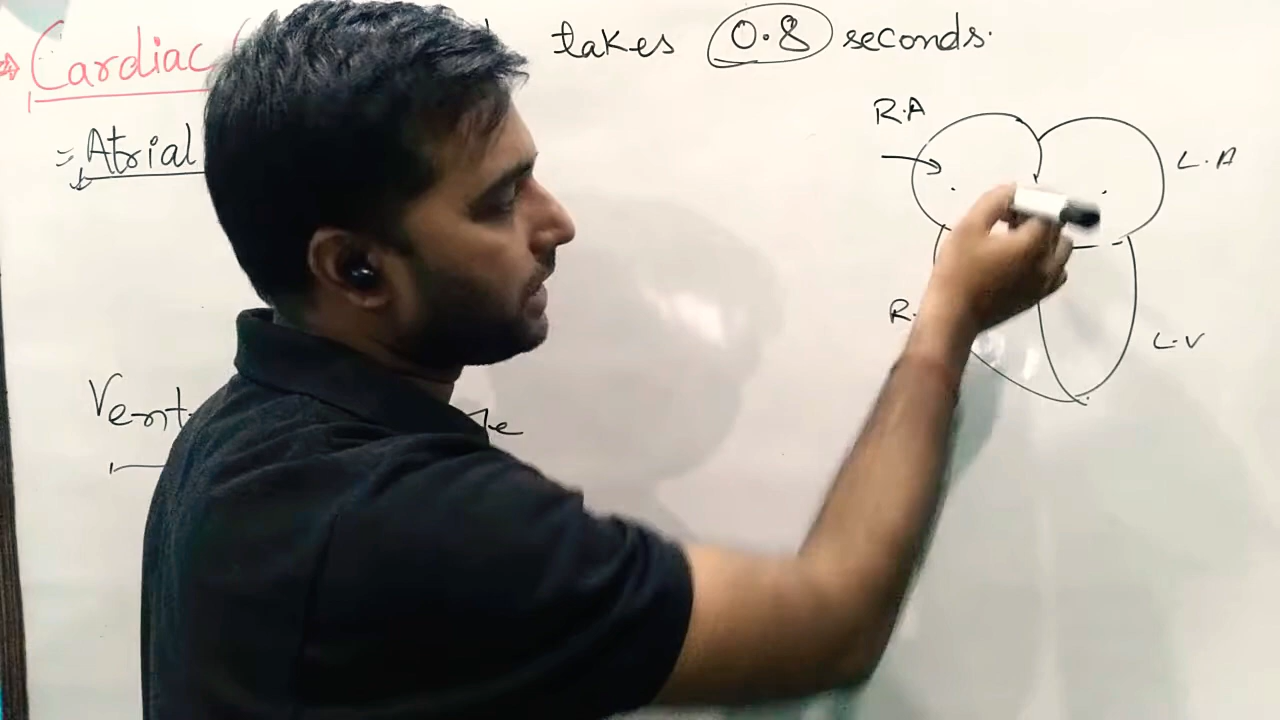 Cardiac takes 0.8 seconds.
R.A
L.A
= Atrial
R.
L.V
Vent